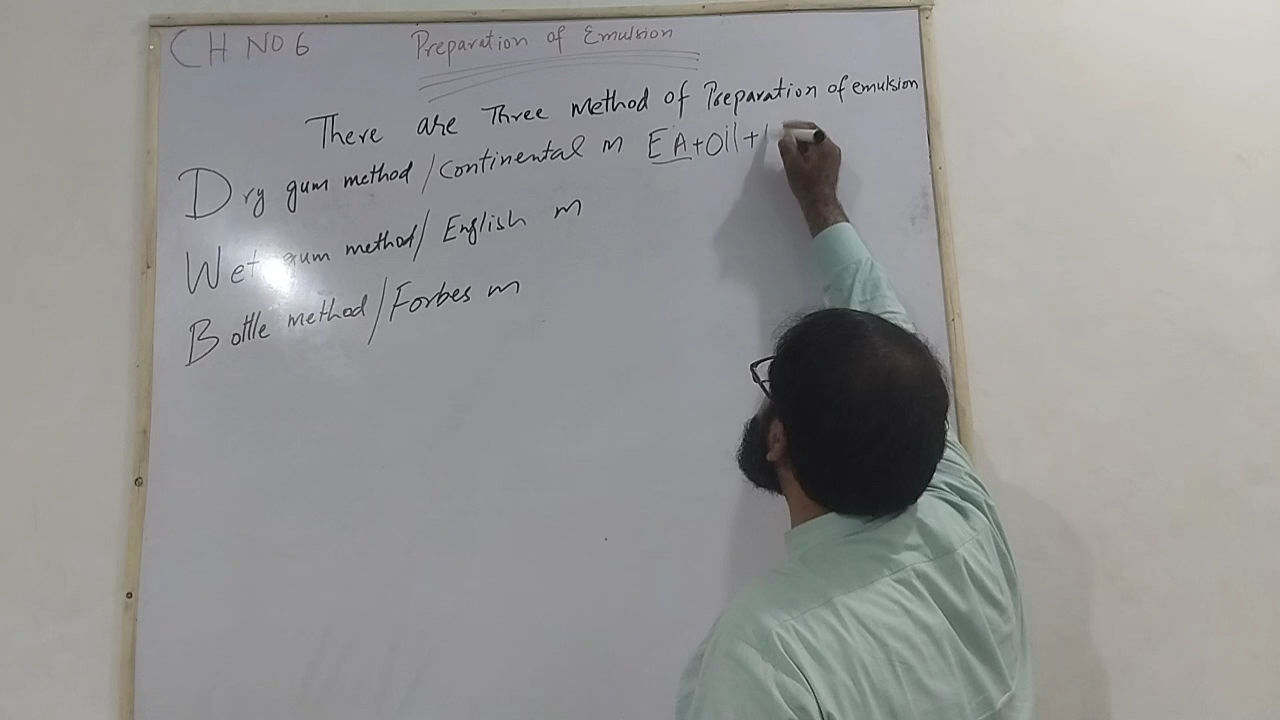 CH NO 6
Preparation of Emulsion
There are Three method of Preparation of emulsion
Dry gum method / Continental m EA+Oil+
Wet gum method / English m
Bottle method / Forbes m